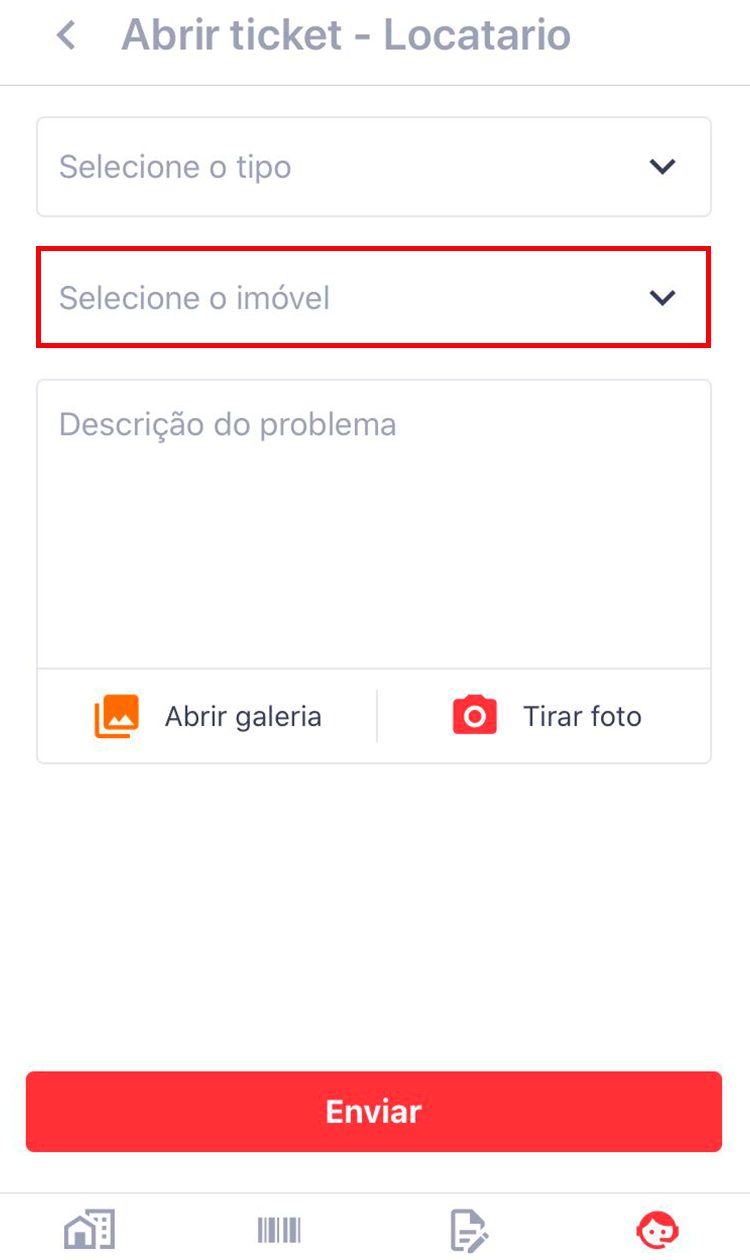 Abrir ticket - Locatario
Selecione o tipo
Selecione o imóvel
Descrição do problema
Abrir galeria
Tirar foto
Enviar